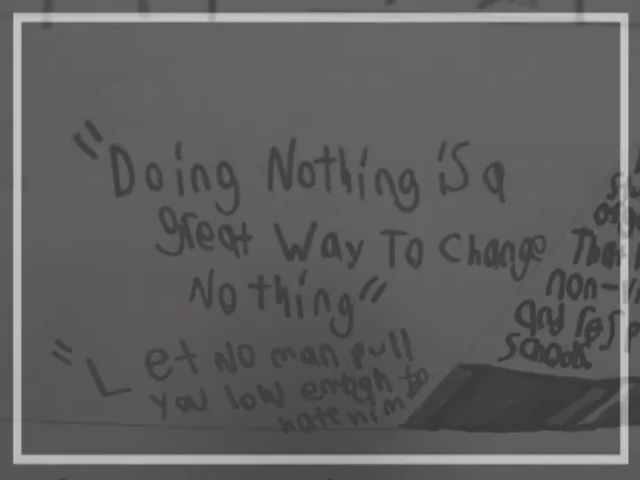 "Doing Nothing is a
great Way To Change
Nothing"
"Let No man pull
you low enough to
hate him"
Tha
non-
and res
schools.